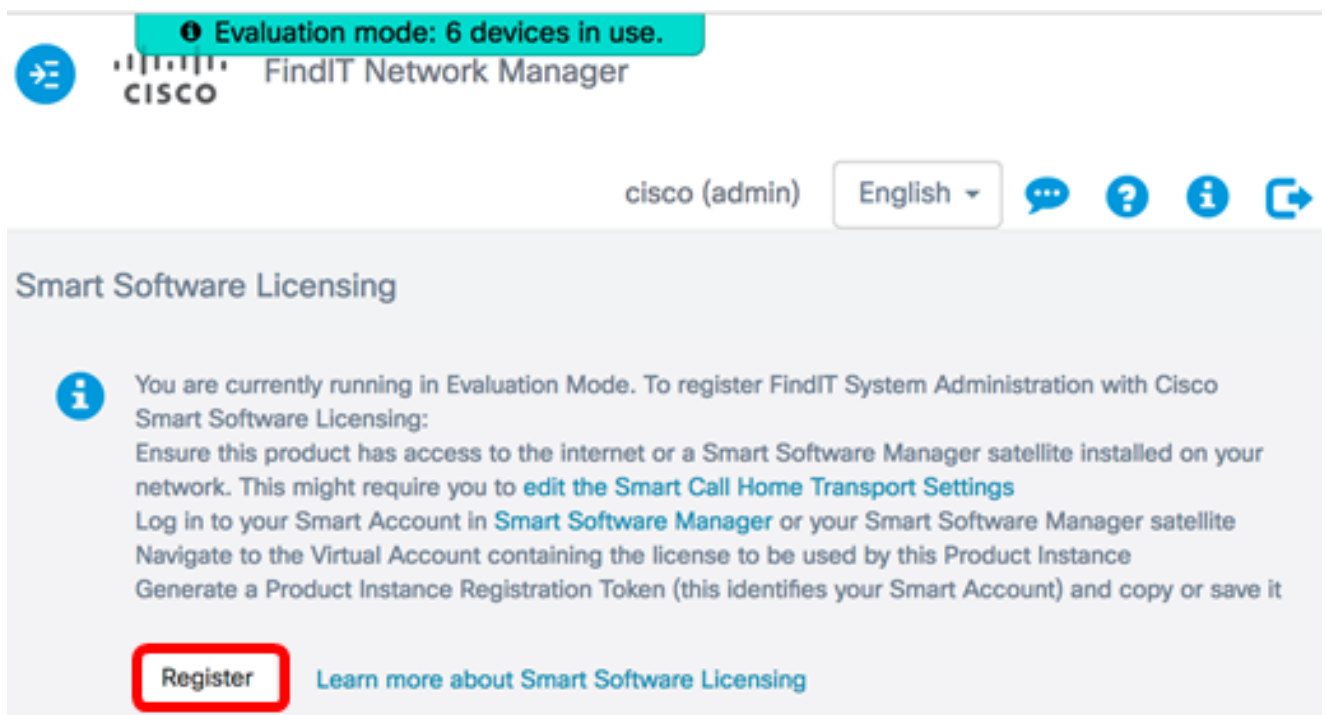 Evaluation mode: 6 devices in use.
CISCO
FindIT Network Manager
cisco (admin)
English
Smart Software Licensing
You are currently running in Evaluation Mode. To register FindIT System Administration with Cisco
Smart Software Licensing:
Ensure this product has access to the internet or a Smart Software Manager satellite installed on your
network. This might require you to edit the Smart Call Home Transport Settings
Log in to your Smart Account in Smart Software Manager or your Smart Software Manager satellite
Navigate to the Virtual Account containing the license to be used by this Product Instance
Generate a Product Instance Registration Token (this identifies your Smart Account) and copy or save it
Register
Learn more about Smart Software Licensing